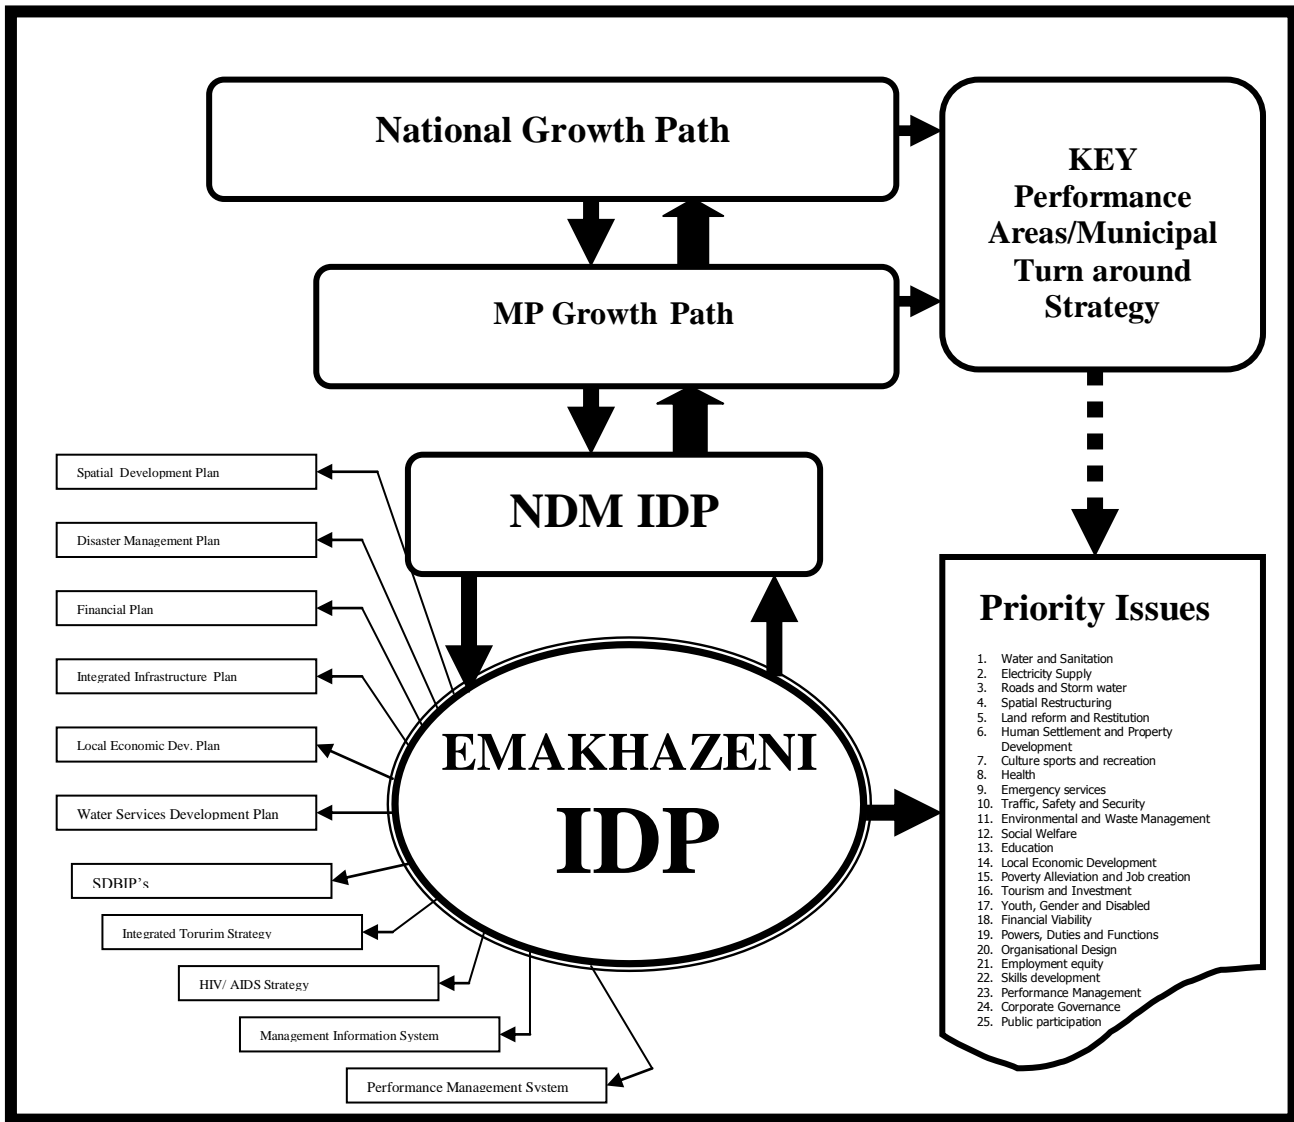 National Growth Path
KEY
Performance
Areas/Municipal
Turn around
Strategy
MP Growth Path
NDM IDP
Spatial Development Plan
Disaster Management Plan
Financial Plan
Integrated Infrastructure Plan
Local Economic Dev. Plan
Water Services Development Plan
SDBIP's
Integrated Torurim Strategy
HIV/ AIDS Strategy
Management Information System
Performance Management System
EMAKHAZENI
IDP
Priority Issues
1. Water and Sanitation
2. Electricity Supply
3. Roads and Storm water
4. Spatial Restructuring
5. Land reform and Restitution
6. Human Settlement and Property
Development
7. Culture sports and recreation
8. Health
9. Emergency services
10. Traffic, Safety and Security
11. Environmental and Waste Management
12. Social Welfare
13. Education
14. Local Economic Development
15. Poverty Alleviation and Job creation
16. Tourism and Investment
17. Youth, Gender and Disabled
18. Financial Viability
19. Powers, Duties and Functions
20. Organisational Design
21. Employment equity
22. Skills development
23. Performance Management
24. Corporate Governance
25. Public participation